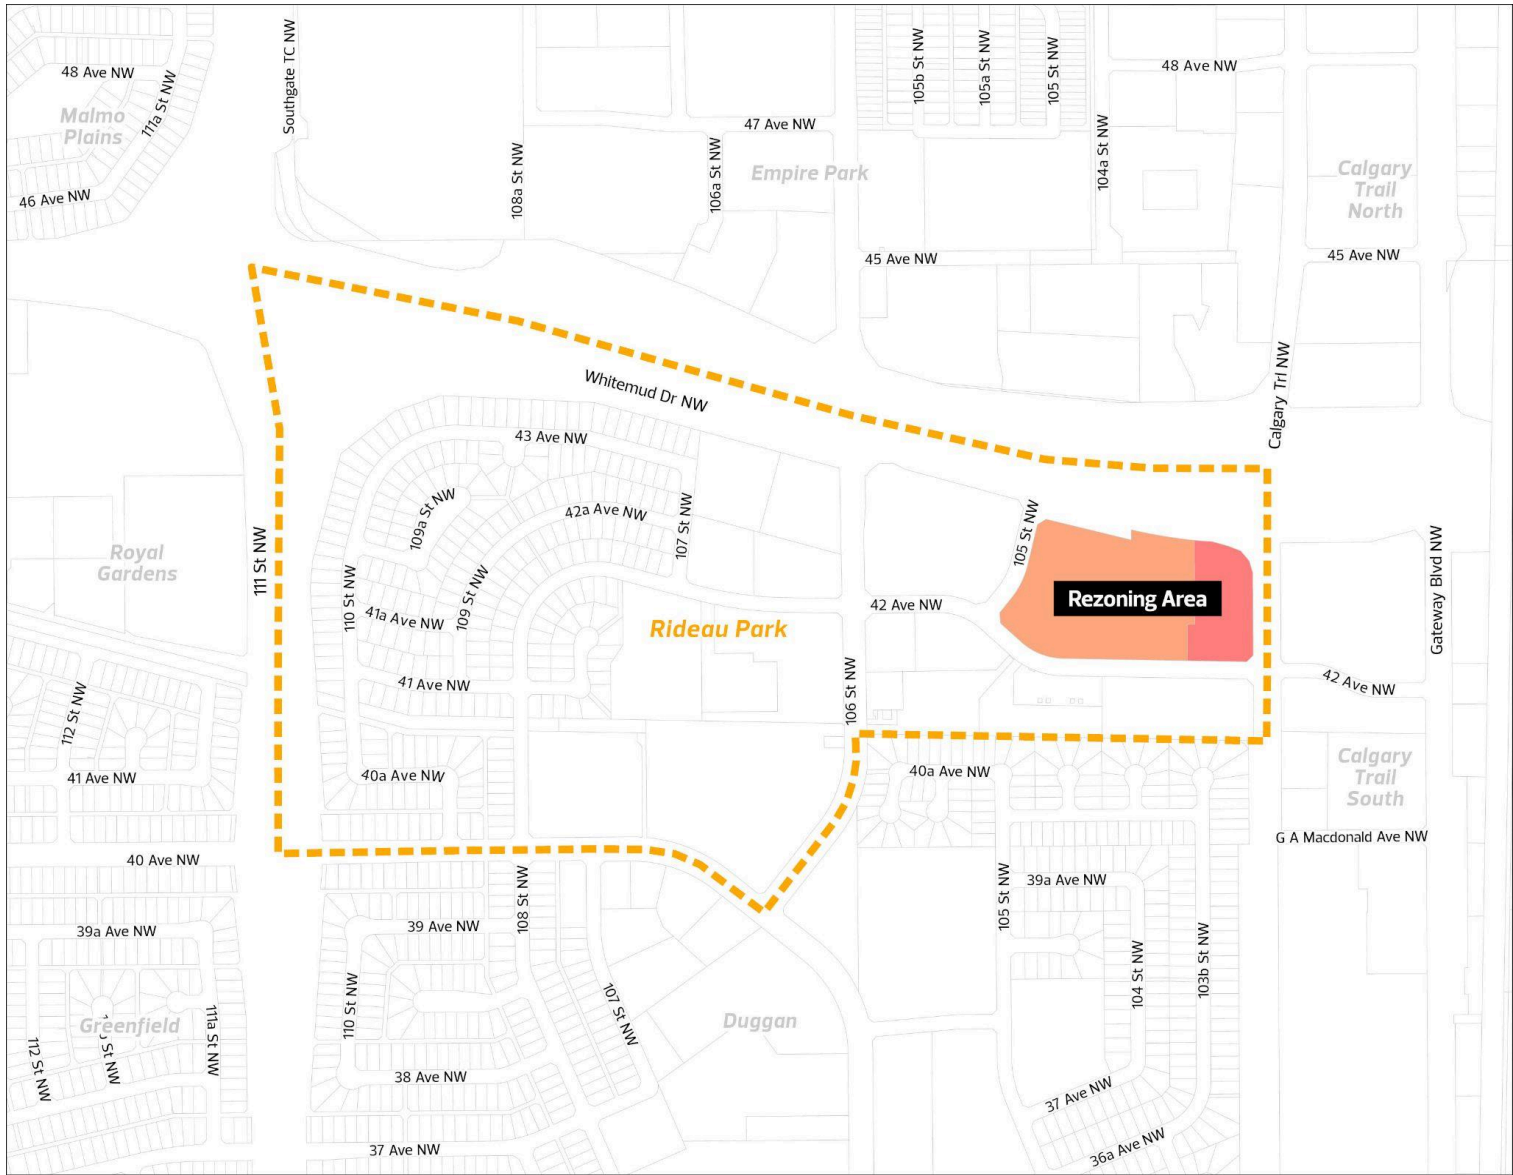 48 Ave NW
Malmo
Plains
111a St NW
46 Ave NW
Southgate TC NW
108a St NW
106a St NW
47 Ave NW
Empire Park
105b St NW
105a St NW
105 St NW
104a St NW
48 Ave NW
Calgary
Trail
North
45 Ave NW
45 Ave NW
Calgary Trl NW
Whitemud Dr NW
43 Ave NW
109a St NW
42a Ave NW
107 St NW
105 St NW
Royal
Gardens
111 St NW
110 St NW
41a Ave NW
109 St NW
42 Ave NW
Rezoning Area
Gateway Blvd NW
Rideau Park
41 Ave NW
106 St NW
42 Ave NW
112 St NW
41 Ave NW
40a Ave NW
40a Ave NW
Calgary
Trail
South
G A Macdonald Ave NW
40 Ave NW
108 St NW
105 St NW
39a Ave NW
39a Ave NW
39 Ave NW
110 St NW
107 St NW
104 St NW
103b St NW
Duggan
Greenfield
111a St NW
112 St NW
St NW
38 Ave NW
37 Ave NW
37 Ave NW
36a Ave NW